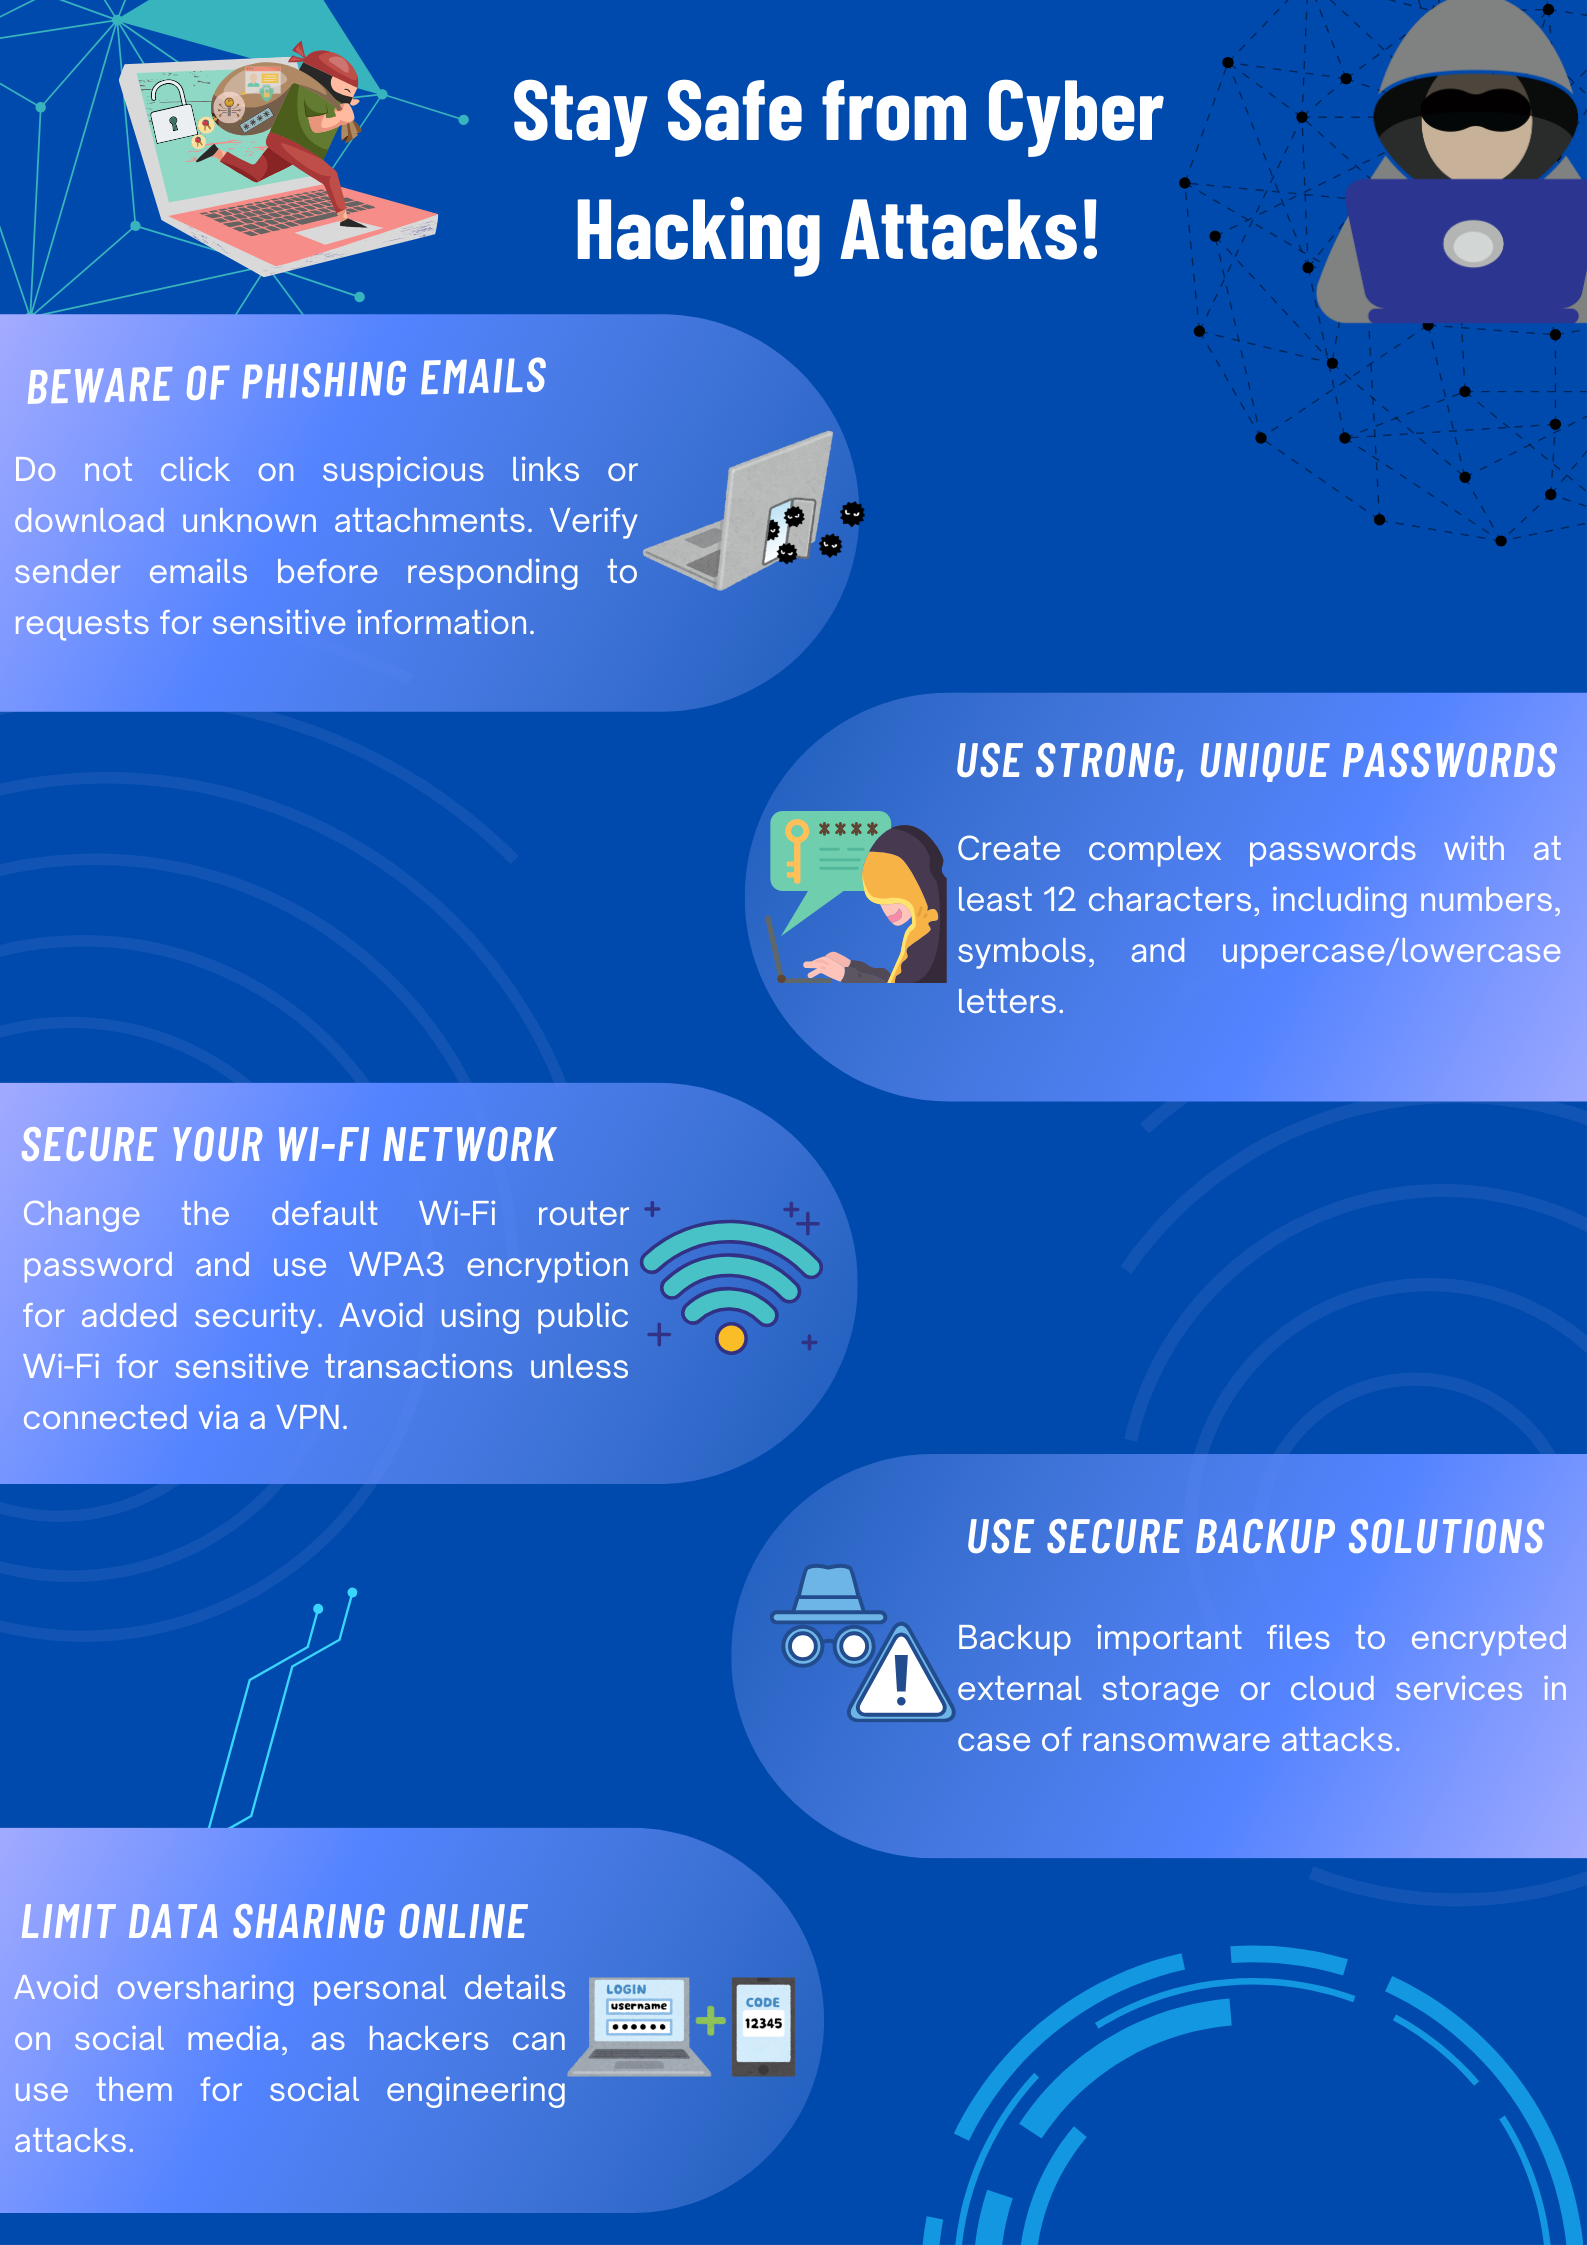 Stay Safe from Cyber
Hacking Attacks!
BEWARE OF PHISHING EMAILS
Do not click on suspicious links or
download unknown attachments. Verify
sender emails before responding to
requests for sensitive information.
USE STRONG, UNIQUE PASSWORDS
****
Create complex passwords with at
least 12 characters, including numbers,
symbols, and uppercase/lowercase
letters.
SECURE YOUR WI-FI NETWORK
Change the default Wi-Fi router
password and use WPA3 encryption
for added security. Avoid using public
Wi-Fi for sensitive transactions unless
connected via a VPN.
USE SECURE BACKUP SOLUTIONS
Backup important files to encrypted
external storage or cloud services in
case of ransomware attacks.
LIMIT DATA SHARING ONLINE
Avoid oversharing personal details
on social media, as hackers can
use them for social engineering
attacks.
LOGIN
username
CODE
12345